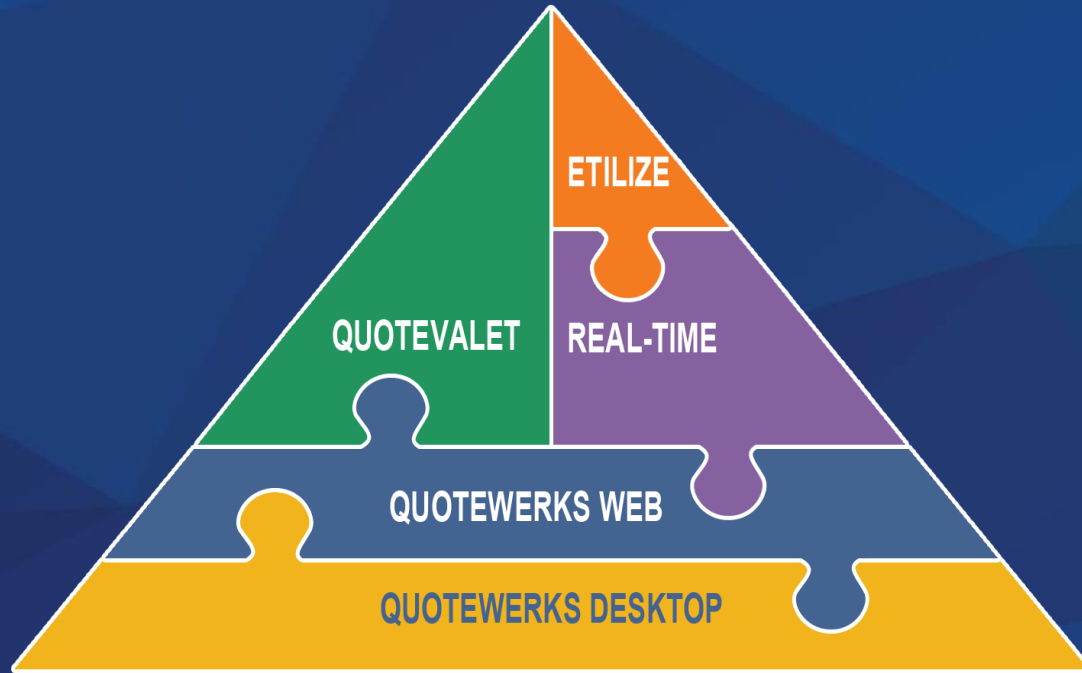 ETILIZE
QUOTEVALET
REAL-TIME
QUOTEWERKS WEB
QUOTEWERKS DESKTOP